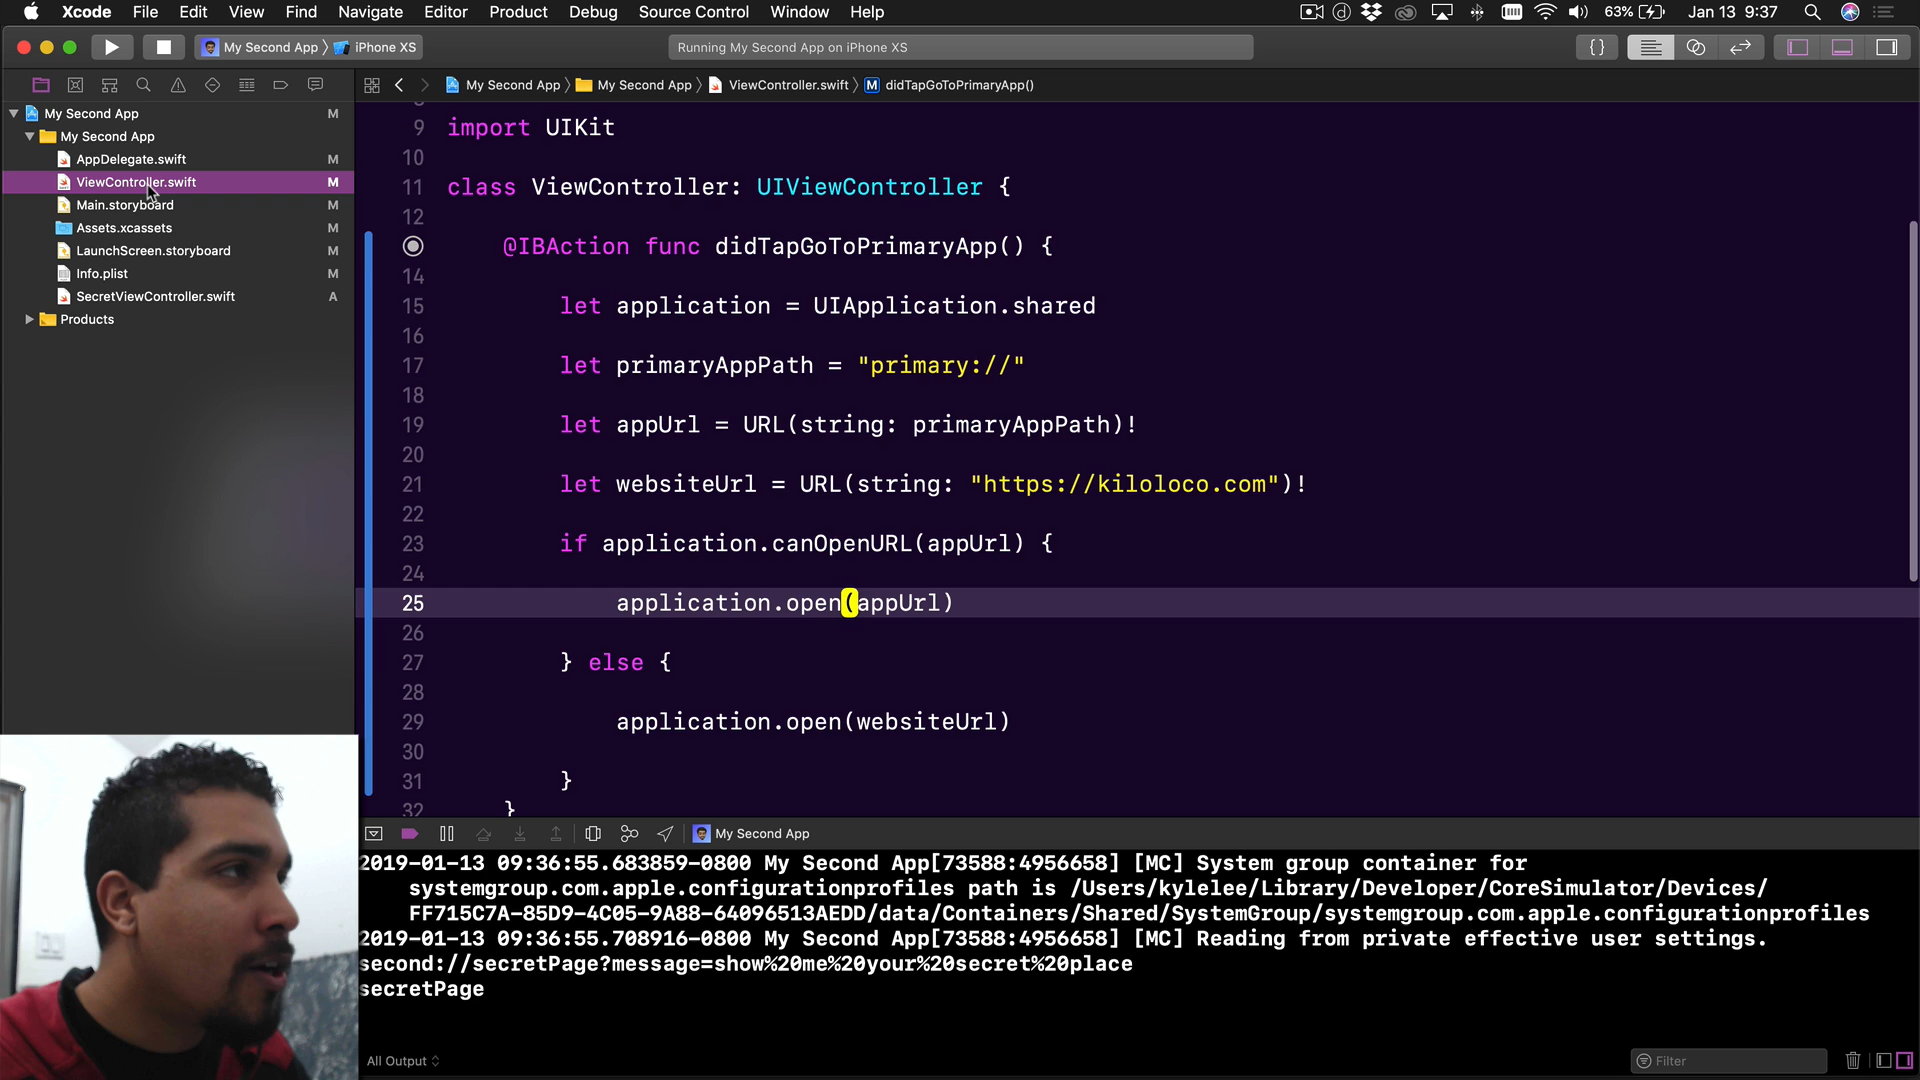 Xcode File Edit View Find Navigate Editor Product Debug Source Control Window Help 63% Jan 13 9:37
My Second App iPhone XS Running My Second App on iPhone XS {}
My Second App My Second App ViewController.swift M didTapGoToPrimaryApp()
My Second App M
My Second App
AppDelegate.swift M
ViewController.swift M
Main.storyboard M
Assets.xcassets M
LaunchScreen.storyboard M
Info.plist M
SecretViewController.swift A
Products
9 import UIKit
10
11 class ViewController: UIViewController {
12
@IBAction func didTapGoToPrimaryApp() {
14
15 let application = UIApplication.shared
16
17 let primaryAppPath = "primary://"
18
19 let appUrl = URL(string: primaryAppPath)!
20
21 let websiteUrl = URL(string: "https://kiloloco.com")!
22
23 if application.canOpenURL(appUrl) {
24
25 application.open(appUrl)
26
27 } else {
28
29 application.open(websiteUrl)
30
31 }
32 }
My Second App
2019-01-13 09:36:55.683859-0800 My Second App[73588:4956658] [MC] System group container for
systemgroup.com.apple.configurationprofiles path is /Users/kylelee/Library/Developer/CoreSimulator/Devices/
FF715C7A-85D9-4C05-9A88-64096513AEDD/data/Containers/Shared/SystemGroup/systemgroup.com.apple.configurationprofiles
2019-01-13 09:36:55.708916-0800 My Second App[73588:4956658] [MC] Reading from private effective user settings.
second://secretPage?message=show%20me%20your%20secret%20place
secretPage
All Output Filter